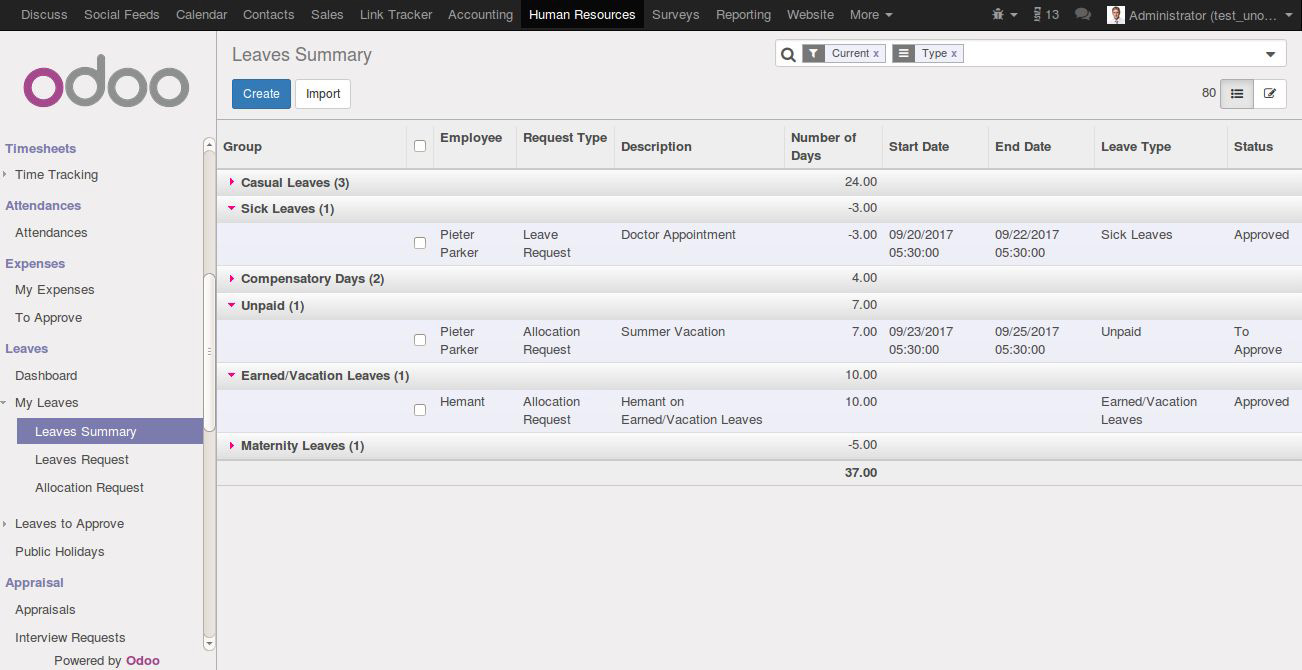 Discuss Social Feeds Calendar Contacts Sales Link Tracker Accounting Human Resources Surveys Reporting Website More 13 Administrator (test_uno...
odoo
Leaves Summary
Current x Type x
Create Import
80
Timesheets
Time Tracking
Attendances
Attendances
Expenses
My Expenses
To Approve
Leaves
Dashboard
My Leaves
Leaves Summary
Leaves Request
Allocation Request
Leaves to Approve
Public Holidays
Appraisal
Appraisals
Interview Requests
Powered by Odoo
Group Employee Request Type Description Number of Days Start Date End Date Leave Type Status
Casual Leaves (3) 24.00
Sick Leaves (1) -3.00
Pieter Parker Leave Request Doctor Appointment -3.00 09/20/2017 05:30:00 09/22/2017 05:30:00 Sick Leaves Approved
Compensatory Days (2) 4.00
Unpaid (1) 7.00
Pieter Parker Allocation Request Summer Vacation 7.00 09/23/2017 05:30:00 09/25/2017 05:30:00 Unpaid To Approve
Earned/Vacation Leaves (1) 10.00
Hemant Allocation Request Hemant on Earned/Vacation Leaves 10.00 Earned/Vacation Leaves Approved
Maternity Leaves (1) -5.00
37.00